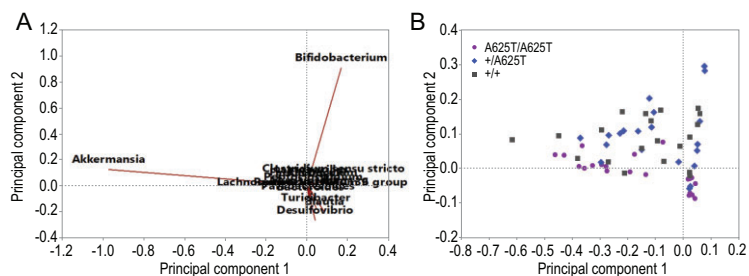 A
Principal component 2
1.2
1.0
0.8
0.6
0.4
0.2
0.0
-0.2
-0.4
Bifidobacterium
Akkermansia
stricto
group
Turicibacter
Blautia
Desulfovibrio
-1.2 -1.0 -0.8 -0.6 -0.4 -0.2 0.0 0.2 0.4
Principal component 1
B
Principal component 2
0.4
0.3
0.2
0.1
0.0
-0.1
-0.2
A625T/A625T
+/A625T
+/+
-0.8 -0.7 -0.6 -0.5 -0.4 -0.3 -0.2 -0.1 0.0 0.1 0.2
Principal component 1